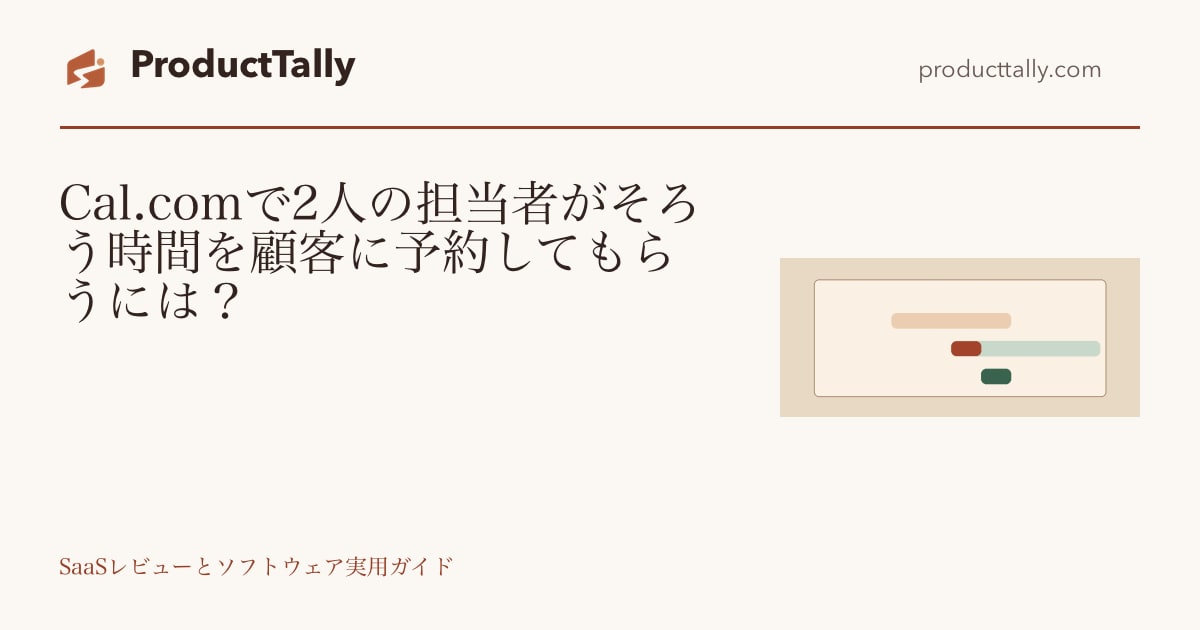 ProductTally
producttally.com
Cal.comで2人の担当者がそろ
う時間を顧客に予約してもら
うには？
SaaSレビューとソフトウェア実用ガイド